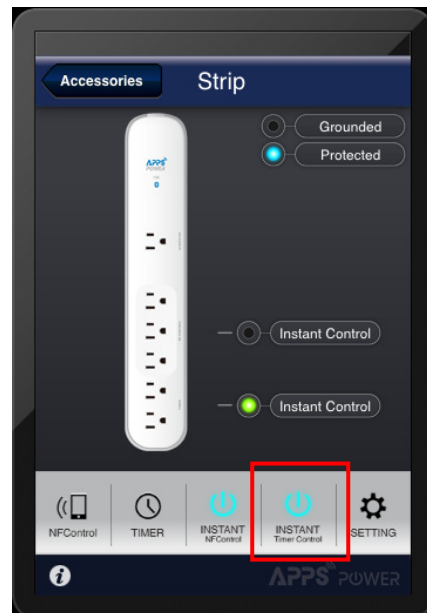 Accessories
Strip
Grounded
Protected
APPS
POWER
Instant Control
Instant Control
NFControl
TIMER
INSTANT
NFControl
INSTANT
Timer Control
SETTING
i
APPS POWER